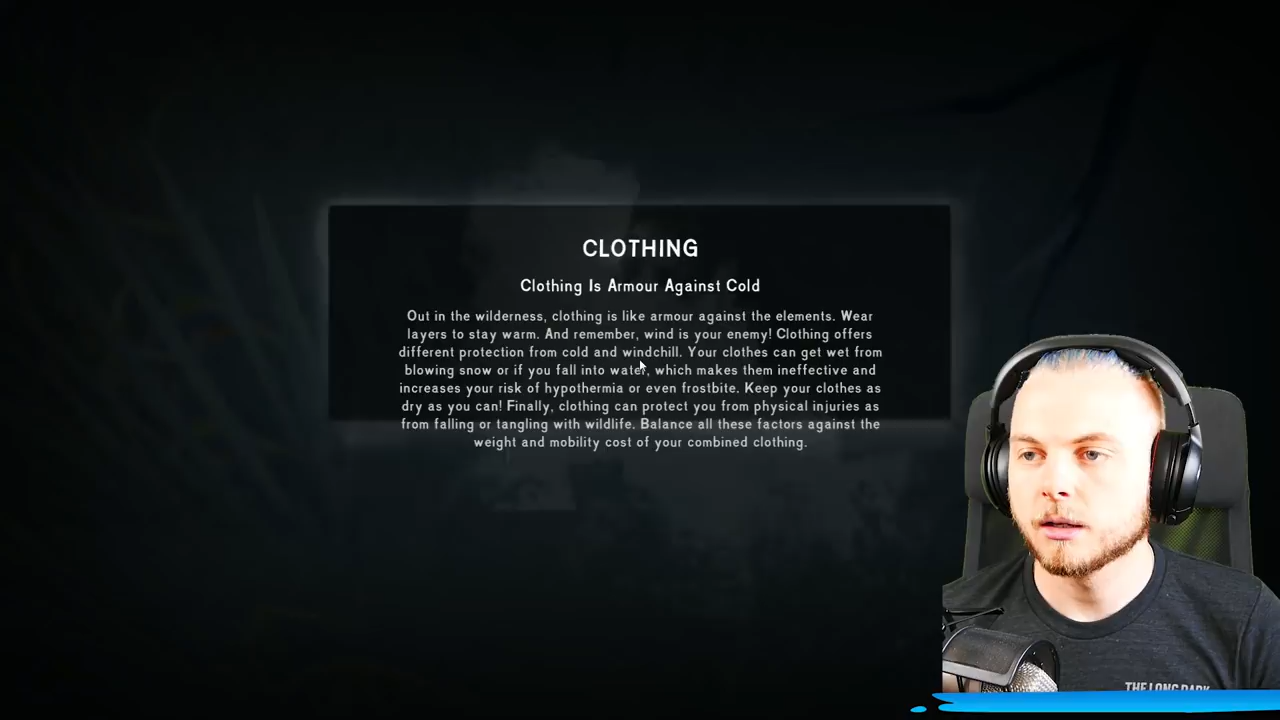 CLOTHING
Clothing Is Armour Against Cold
Out in the wilderness, clothing is like armour against the elements. Wear
layers to stay warm. And remember, wind is your enemy! Clothing offers
different protection from cold and windchill. Your clothes can get wet from
blowing snow or if you fall into water, which makes them ineffective and
increases your risk of hypothermia or even frostbite. Keep your clothes as
dry as you can! Finally, clothing can protect you from physical injuries as
from falling or tangling with wildlife. Balance all these factors against the
weight and mobility cost of your combined clothing.
THE LONG DARK